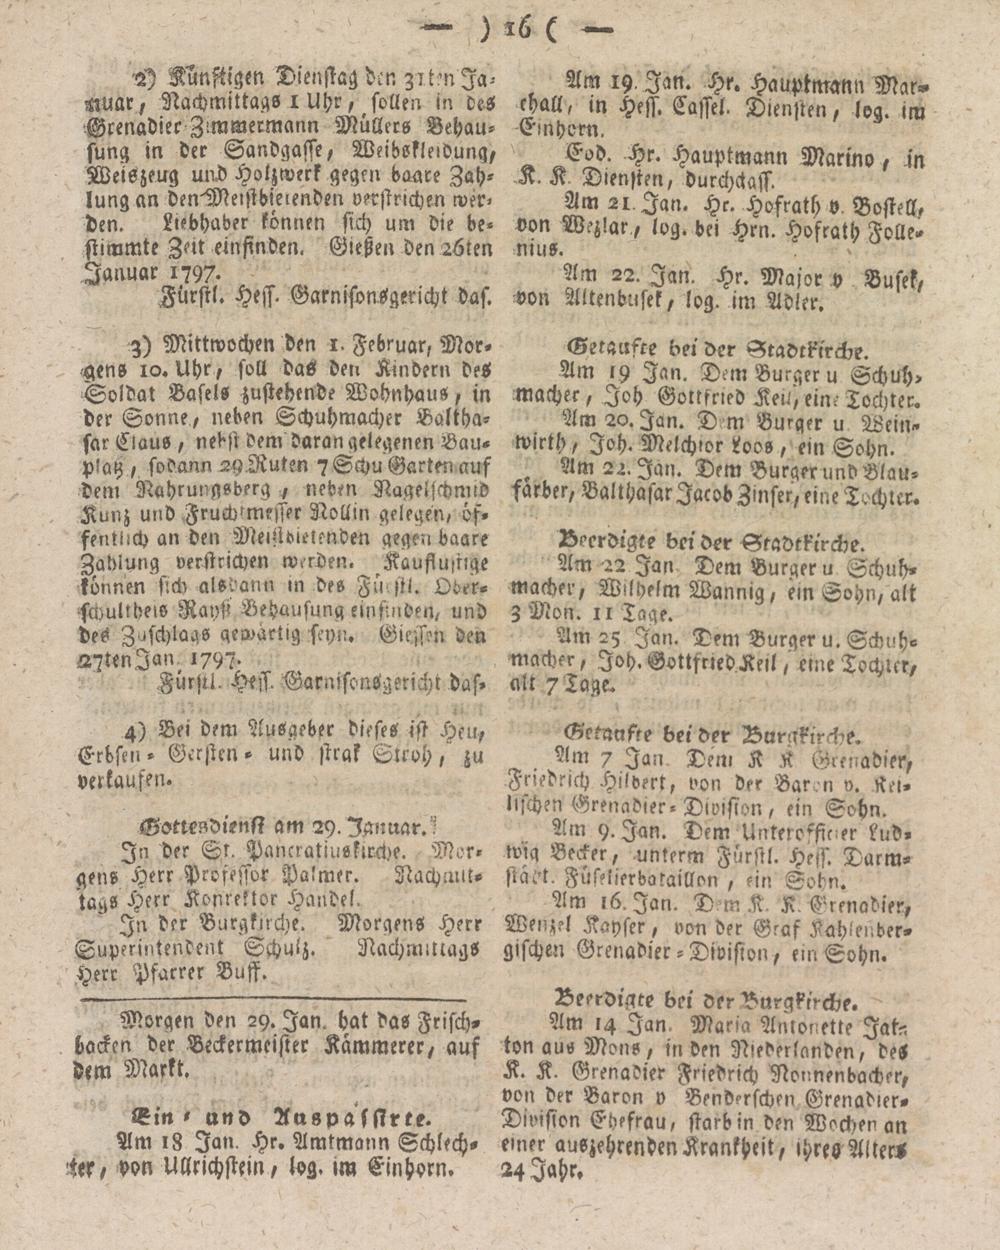 — ) 16 ( —
2) Künftigen Dienstag den 31ten Ja-
nuar, Nachmittags 1 Uhr, sollen in des
Grenadier Zimmermann Müllers Behau-
sung in der Sandgasse, Weibskleidung,
Weiszeug und Holzwerk gegen baare Zah-
lung an den Meistbietenden verstrichen wer-
den. Liebhaber können sich um die be-
stimmte Zeit einfinden. Gießen den 26ten
Januar 1797.
Fürstl. Hess. Garnisonsgericht das.
3) Mittwochen den 1. Februar, Mor-
gens 10. Uhr, soll das den Kindern des
Soldat Basels zustehende Wohnhaus, in
der Sonne, neben Schuhmacher Baltha-
sar Claus, nebst dem daran gelegenen Bau-
platz, sodann 29 Ruten 7 Schu Garten auf
dem Nahrungsberg, neben Nagelschmid
Kunz und Fruchtmesser Nollin gelegen, öf-
fentlich an den Meistbietenden gegen baare
Zahlung verstrichen werden. Kauflustige
können sich alsdann in des Fürstl. Ober-
schultheis Rayß Behausung einfinden, und
des Zuschlags gewärtig seyn. Giessen den
27ten Jan. 1797.
Fürstl. Hess. Garnisonsgericht das.
4) Bei dem Ausgeber dieses ist Heu,
Erbsen- Gersten- und strak Stroh, zu
verkaufen.
Gottesdienst am 29. Januar.
In der St. Pancratiuskirche. Mor-
gens Herr Professor Palmer. Nachmit-
tags Herr Konrektor Handel.
In der Burgkirche. Morgens Herr
Superintendent Schulz. Nachmittags
Herr Pfarrer Buff.
Morgen den 29. Jan. hat das Frisch-
backen der Beckermeister Kämmerer, auf
dem Markt.
Ein- und Auspassirte.
Am 18 Jan. Hr. Amtmann Schlech-
ter, von Ullrichstein, log. im Einhorn.
Am 19. Jan. Hr. Hauptmann Mar-
chall, in Hess. Cassel. Diensten, log. im
Einhorn.
Eod. Hr. Hauptmann Marino, in
K. K. Diensten, durchpass.
Am 21. Jan. Hr. Hofrath v. Bostell,
von Wezlar, log. bei Hrn. Hofrath Folle-
nius.
Am 22. Jan. Hr. Major v Busek,
von Altenbusek, log. im Adler.
Getaufte bei der Stadtkirche.
Am 19 Jan. Dem Burger u Schuh-
macher, Joh Gottfried Keil, eine Tochter.
Am 20. Jan. Dem Burger u. Wein-
wirth, Joh. Melchior Loos, ein Sohn.
Am 22. Jan. Dem Burger und Blau-
färber, Balthasar Jacob Zinser, eine Tochter.
Beerdigte bei der Stadtkirche.
Am 22 Jan Dem Burger u. Schuh-
macher, Wilhelm Wannig, ein Sohn, alt
3 Mon. 11 Tage.
Am 25 Jan. Dem Burger u. Schuh-
macher, Joh. Gottfried Keil, eine Tochter,
alt 7 Tage.
Getaufte bei der Burgkirche.
Am 7 Jan. Dem K K Grenadier,
Friedrich Hilbert, von der Baron v. Rei-
lischen Grenadier-Division, ein Sohn.
Am 9. Jan. Dem Unterofficier Lud-
wig Becker, unterm Fürstl. Hess. Darm-
städt. Füselierbataillon, ein Sohn.
Am 16. Jan. Dem K. K. Grenadier,
Wenzel Kayser, von der Graf Kahlenber-
gischen Grenadier-Division, ein Sohn.
Beerdigte bei der Burgkirche.
Am 14 Jan. Maria Antonette Jat-
ton aus Mons, in den Niederlanden, des
K. K. Grenadier Friedrich Nonnenbacher,
von der Baron v Benderschen Grenadier-
Division Ehefrau, starb in den Wochen an
einer auszehrenden Krankheit, ihres Alters
24 Jahr.